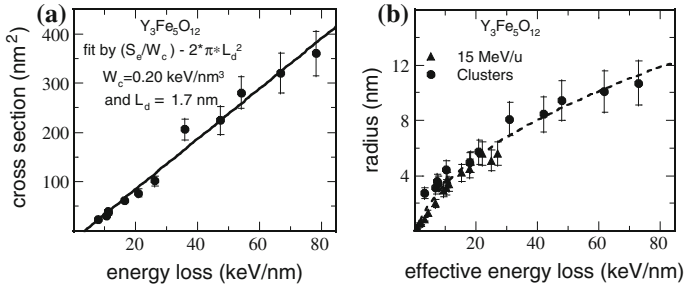 (a)
Y3Fe5O12
fit by (Se/Wc) - 2*π*Ld2
Wc=0.20 keV/nm3
and Ld = 1.7 nm
cross section (nm2)
400
300
200
100
0 20 40 60 80
energy loss (keV/nm)
(b)
Y3Fe5O12
15 MeV/u
Clusters
radius (nm)
12
8
4
20 40 60 80
effective energy loss (keV/nm)